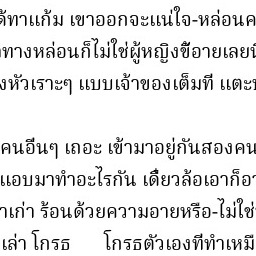 ด้ทาแก้ม เขาออกจะแน่ใจ-หล่อนค
ทางหล่อนก็ไม่ใช่ผู้หญิงขี้อายเลยนี
งหัวเราะๆ แบบเจ้าของเต็มที่ แตะ
คนอื่นๆ เถอะ เข้ามาอยู่กันสองคน
แอบมาทำอะไรกัน เดี๋ยวล้อเอาก็อา
าเก่า ร้อนด้วยความอายหรือ-ไม่ใช่
เล่า โกรธ โกรธตัวเองที่ทำเหมื